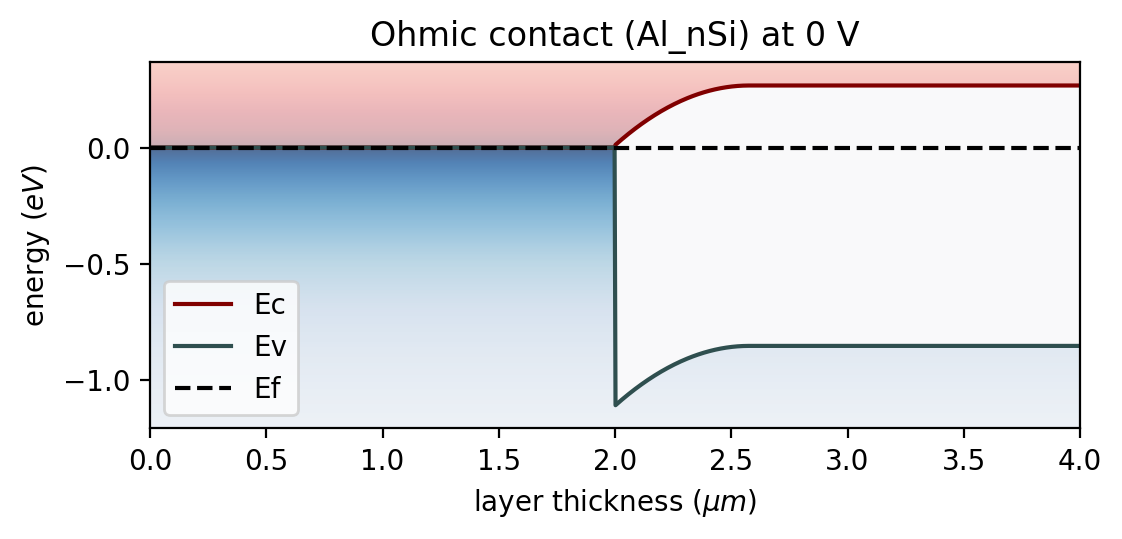 Ohmic contact (Al_nSi) at 0 V
energy (eV)
0.0
−0.5
−1.0
Ec
Ev
Ef
0.0 0.5 1.0 1.5 2.0 2.5 3.0 3.5 4.0
layer thickness (μm)